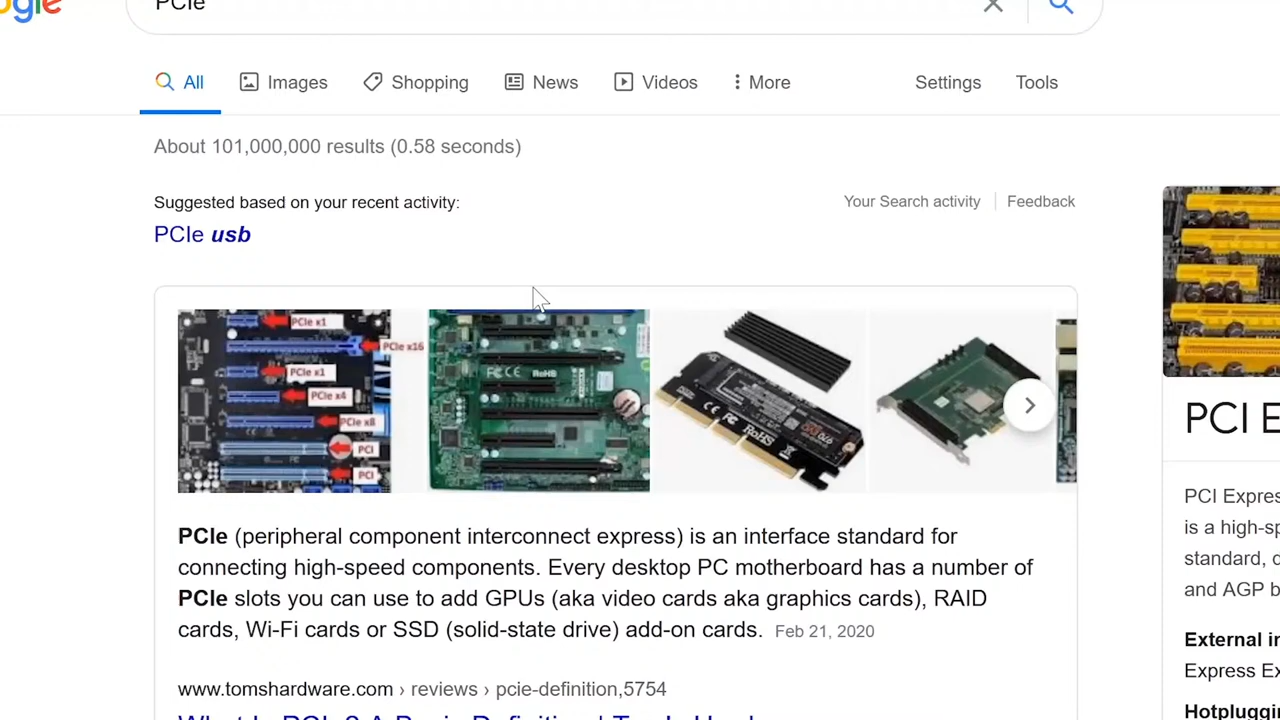 PCIe
All Images Shopping News Videos More Settings Tools
About 101,000,000 results (0.58 seconds)
Suggested based on your recent activity:
Your Search activity Feedback
PCIe usb
PCIe x1
PCIe x16
PCIe x1
PCIe x4
PCIe x8
PCI
PCI
RoHS
RoHS
PCIe (peripheral component interconnect express) is an interface standard for
connecting high-speed components. Every desktop PC motherboard has a number of
PCIe slots you can use to add GPUs (aka video cards aka graphics cards), RAID
cards, Wi-Fi cards or SSD (solid-state drive) add-on cards. Feb 21, 2020
www.tomshardware.com › reviews › pcie-definition,5754
PCI E
PCI Expres
is a high-sp
standard, d
and AGP b
External in
Express Ex
Hotpluggin